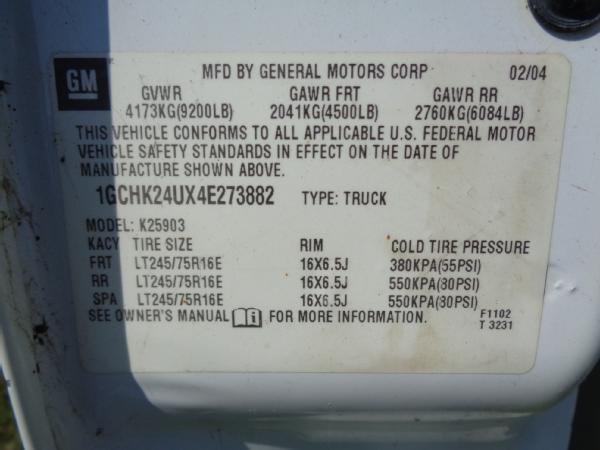 GM
MFD BY GENERAL MOTORS CORP 02/04
GVWR GAWR FRT GAWR RR
4173KG(9200LB) 2041KG(4500LB) 2760KG(6084LB)
THIS VEHICLE CONFORMS TO ALL APPLICABLE U.S. FEDERAL MOTOR
VEHICLE SAFETY STANDARDS IN EFFECT ON THE DATE OF
MANUFACTURE SHOWN ABOVE.
1GCHK24UX4E273882 TYPE: TRUCK
MODEL: K25903
KACY TIRE SIZE RIM COLD TIRE PRESSURE
FRT LT245/75R16E 16X6.5J 380KPA(55PSI)
RR LT245/75R16E 16X6.5J 550KPA(80PSI)
SPA LT245/75R16E 16X6.5J 550KPA(80PSI)
SEE OWNER'S MANUAL i FOR MORE INFORMATION.
F1102
T 3231